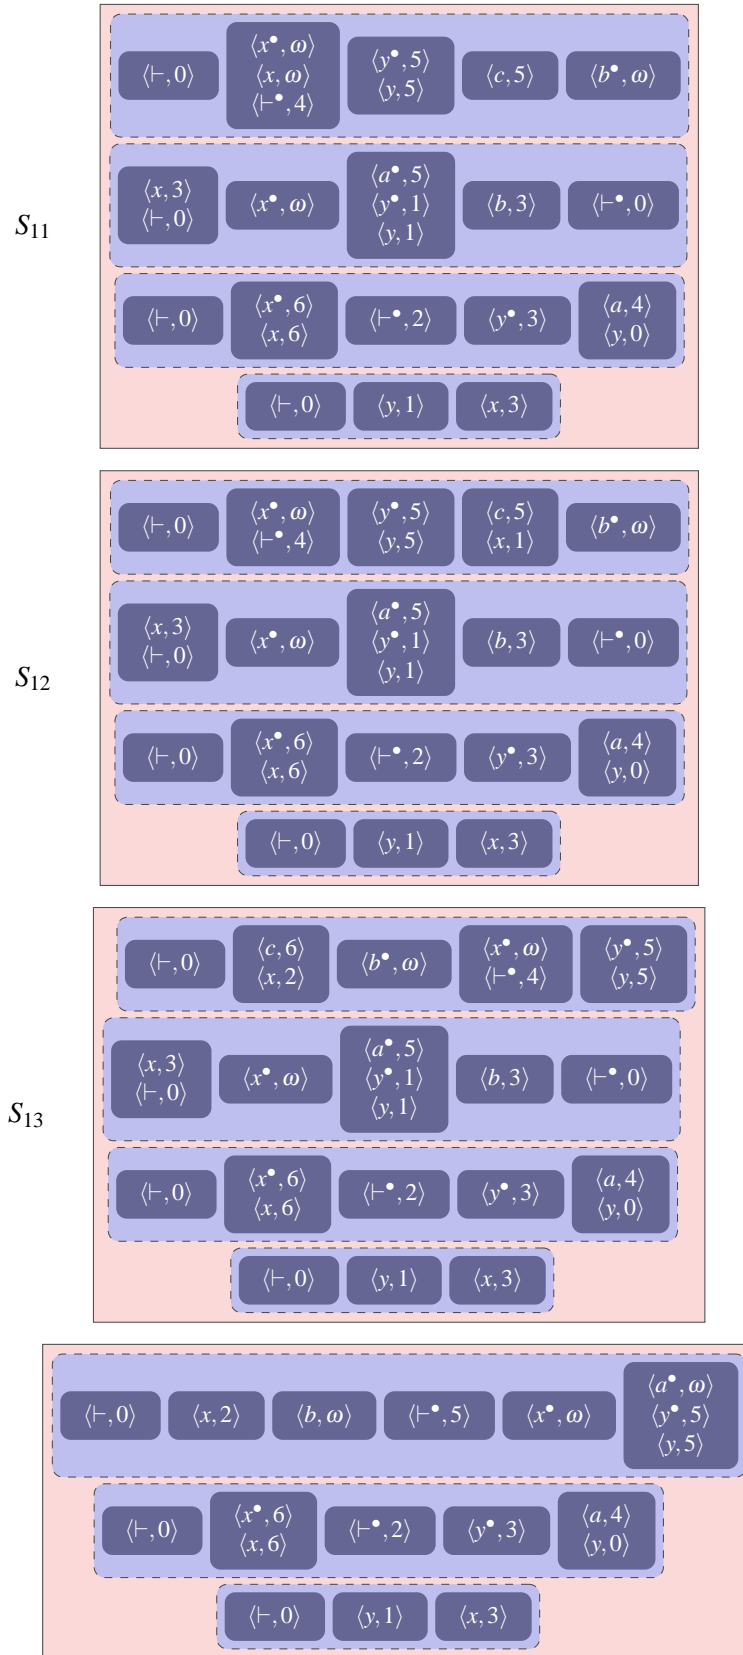 S₁₁
⟨⊢, 0⟩
⟨x•, ω⟩
⟨x, ω⟩
⟨⊢•, 4⟩
⟨y•, 5⟩
⟨y, 5⟩
⟨c, 5⟩
⟨b•, ω⟩
⟨x, 3⟩
⟨⊢, 0⟩
⟨x•, ω⟩
⟨a•, 5⟩
⟨y•, 1⟩
⟨y, 1⟩
⟨b, 3⟩
⟨⊢•, 0⟩
⟨⊢, 0⟩
⟨x•, 6⟩
⟨x, 6⟩
⟨⊢•, 2⟩
⟨y•, 3⟩
⟨a, 4⟩
⟨y, 0⟩
⟨⊢, 0⟩
⟨y, 1⟩
⟨x, 3⟩
S₁₂
⟨⊢, 0⟩
⟨x•, ω⟩
⟨⊢•, 4⟩
⟨y•, 5⟩
⟨y, 5⟩
⟨c, 5⟩
⟨x, 1⟩
⟨b•, ω⟩
⟨x, 3⟩
⟨⊢, 0⟩
⟨x•, ω⟩
⟨a•, 5⟩
⟨y•, 1⟩
⟨y, 1⟩
⟨b, 3⟩
⟨⊢•, 0⟩
⟨⊢, 0⟩
⟨x•, 6⟩
⟨x, 6⟩
⟨⊢•, 2⟩
⟨y•, 3⟩
⟨a, 4⟩
⟨y, 0⟩
⟨⊢, 0⟩
⟨y, 1⟩
⟨x, 3⟩
S₁₃
⟨⊢, 0⟩
⟨c, 6⟩
⟨x, 2⟩
⟨b•, ω⟩
⟨x•, ω⟩
⟨⊢•, 4⟩
⟨y•, 5⟩
⟨y, 5⟩
⟨x, 3⟩
⟨⊢, 0⟩
⟨x•, ω⟩
⟨a•, 5⟩
⟨y•, 1⟩
⟨y, 1⟩
⟨b, 3⟩
⟨⊢•, 0⟩
⟨⊢, 0⟩
⟨x•, 6⟩
⟨x, 6⟩
⟨⊢•, 2⟩
⟨y•, 3⟩
⟨a, 4⟩
⟨y, 0⟩
⟨⊢, 0⟩
⟨y, 1⟩
⟨x, 3⟩
⟨⊢, 0⟩
⟨x, 2⟩
⟨b, ω⟩
⟨⊢•, 5⟩
⟨x•, ω⟩
⟨a•, ω⟩
⟨y•, 5⟩
⟨y, 5⟩
⟨⊢, 0⟩
⟨x•, 6⟩
⟨x, 6⟩
⟨⊢•, 2⟩
⟨y•, 3⟩
⟨a, 4⟩
⟨y, 0⟩
⟨⊢, 0⟩
⟨y, 1⟩
⟨x, 3⟩